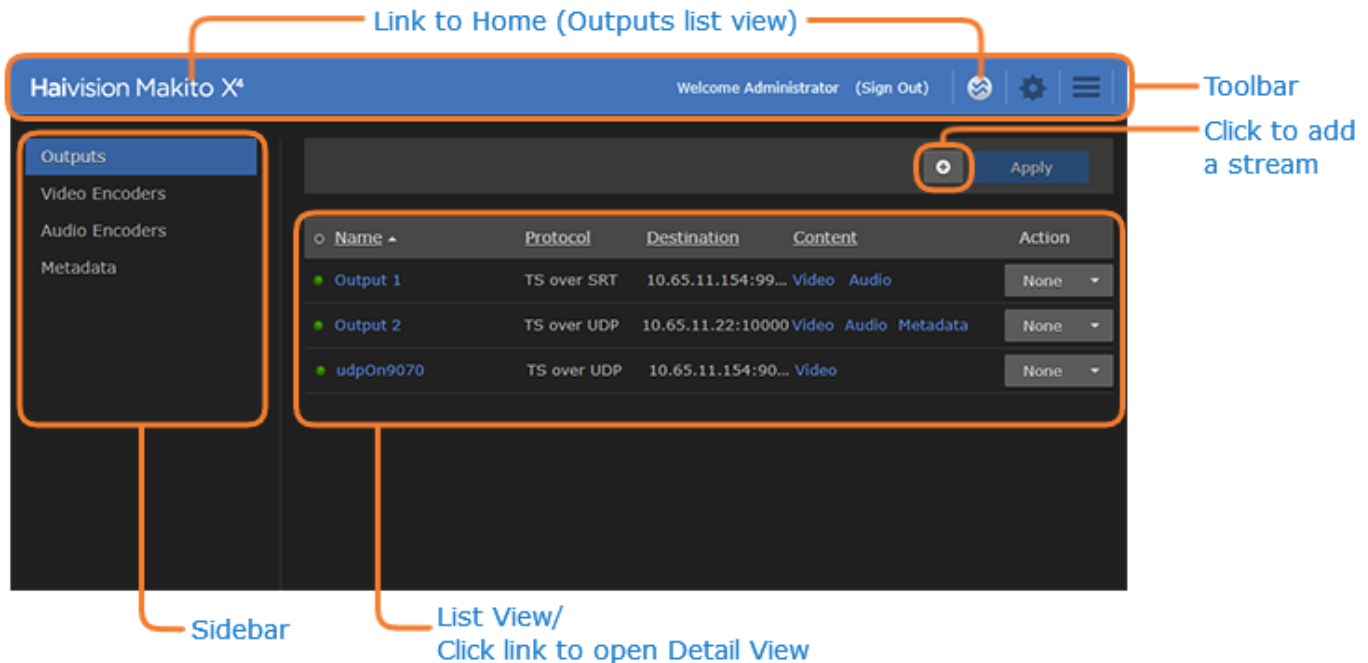 Link to Home (Outputs list view)
Haivision Makito X⁴
Welcome Administrator (Sign Out)
Toolbar
Click to add
a stream
Outputs
Video Encoders
Audio Encoders
Metadata
Apply
Name Protocol Destination Content Action
Output 1 TS over SRT 10.65.11.154:99... Video Audio None
Output 2 TS over UDP 10.65.11.22:10000 Video Audio Metadata None
udpOn9070 TS over UDP 10.65.11.154:90... Video None
Sidebar
List View/
Click link to open Detail View